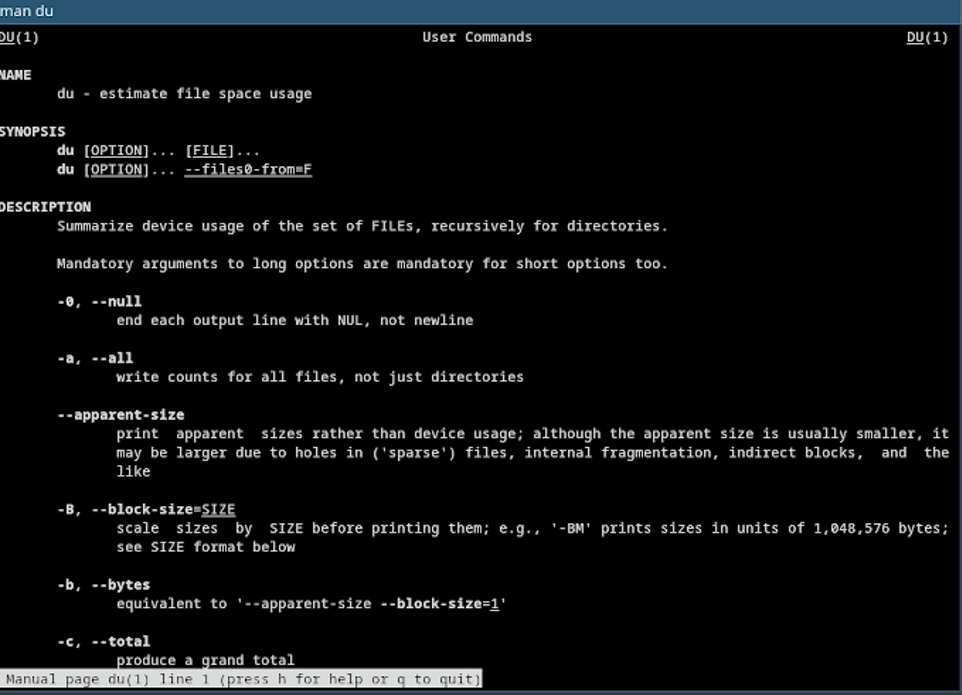 man du
DU(1) User Commands DU(1)
NAME
du - estimate file space usage
SYNOPSIS
du [OPTION]... [FILE]...
du [OPTION]... --files0-from=F
DESCRIPTION
Summarize device usage of the set of FILEs, recursively for directories.
Mandatory arguments to long options are mandatory for short options too.
-0, --null
end each output line with NUL, not newline
-a, --all
write counts for all files, not just directories
--apparent-size
print apparent sizes rather than device usage; although the apparent size is usually smaller, it
may be larger due to holes in ('sparse') files, internal fragmentation, indirect blocks, and the
like
-B, --block-size=SIZE
scale sizes by SIZE before printing them; e.g., '-BM' prints sizes in units of 1,048,576 bytes;
see SIZE format below
-b, --bytes
equivalent to '--apparent-size --block-size=1'
-c, --total
produce a grand total
Manual page du(1) line 1 (press h for help or q to quit)